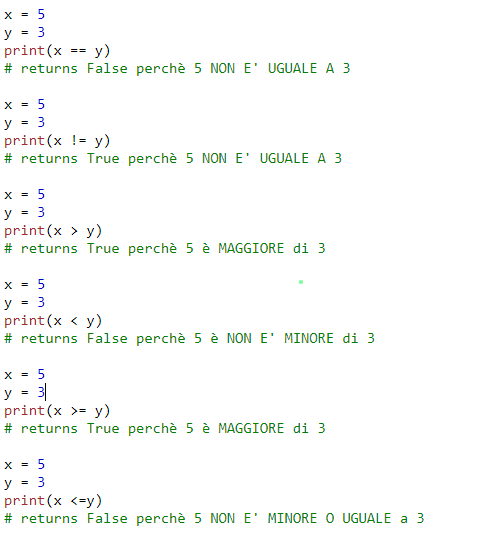 x = 5
y = 3
print(x == y)
# returns False perchè 5 NON E' UGUALE A 3
x = 5
y = 3
print(x != y)
# returns True perchè 5 NON E' UGUALE A 3
x = 5
y = 3
print(x > y)
# returns True perchè 5 è MAGGIORE di 3
x = 5
y = 3
print(x < y)
# returns False perchè 5 è NON E' MINORE di 3
x = 5
y = 3
print(x >= y)
# returns True perchè 5 è MAGGIORE di 3
x = 5
y = 3
print(x <=y)
# returns False perchè 5 NON E' MINORE O UGUALE a 3